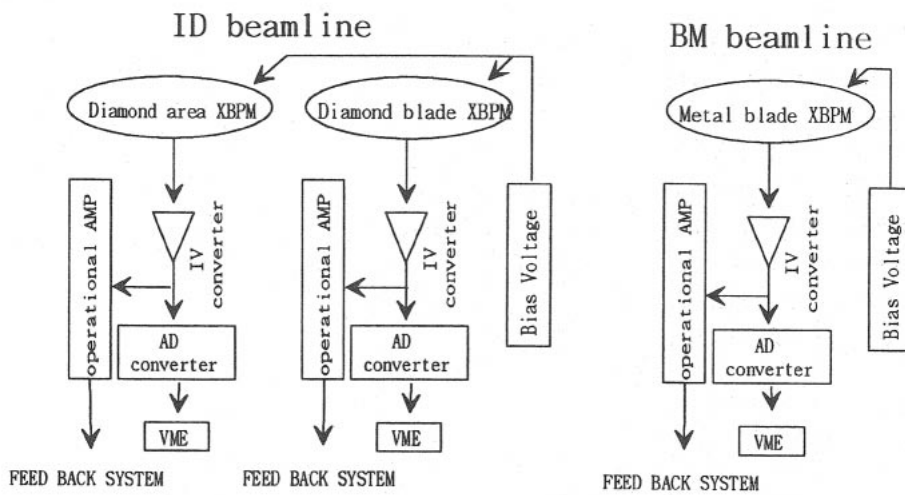 ID beamline
BM beamline
Diamond area XBPM
Diamond blade XBPM
Metal blade XBPM
operational AMP
IV
converter
operational AMP
IV
converter
Bias Voltage
operational AMP
IV
converter
Bias Voltage
AD
converter
AD
converter
AD
converter
VME
VME
VME
FEED BACK SYSTEM
FEED BACK SYSTEM
FEED BACK SYSTEM